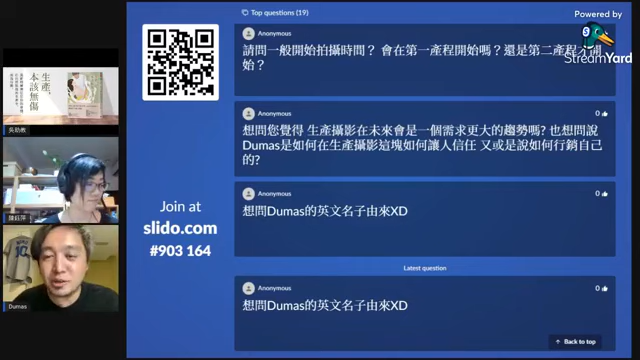 Top questions (19)
Powered by
StreamYard
Anonymous
請問一般開始拍攝時間？ 會在第一產程開始嗎？還是第二產程才開
始？
Anonymous
0
想問您覺得 生產攝影在未來會是一個需求更大的趨勢嗎? 也想問說
Dumas是如何在生產攝影這塊如何讓人信任 又或是說如何行銷自己
的?
Anonymous
0
想問Dumas的英文名子由來XD
Latest question
Anonymous
0
想問Dumas的英文名子由來XD
Back to top
Join at
slido.com
#903 164
生產，
本該無傷
吳助教
陳鈺萍
Dumas